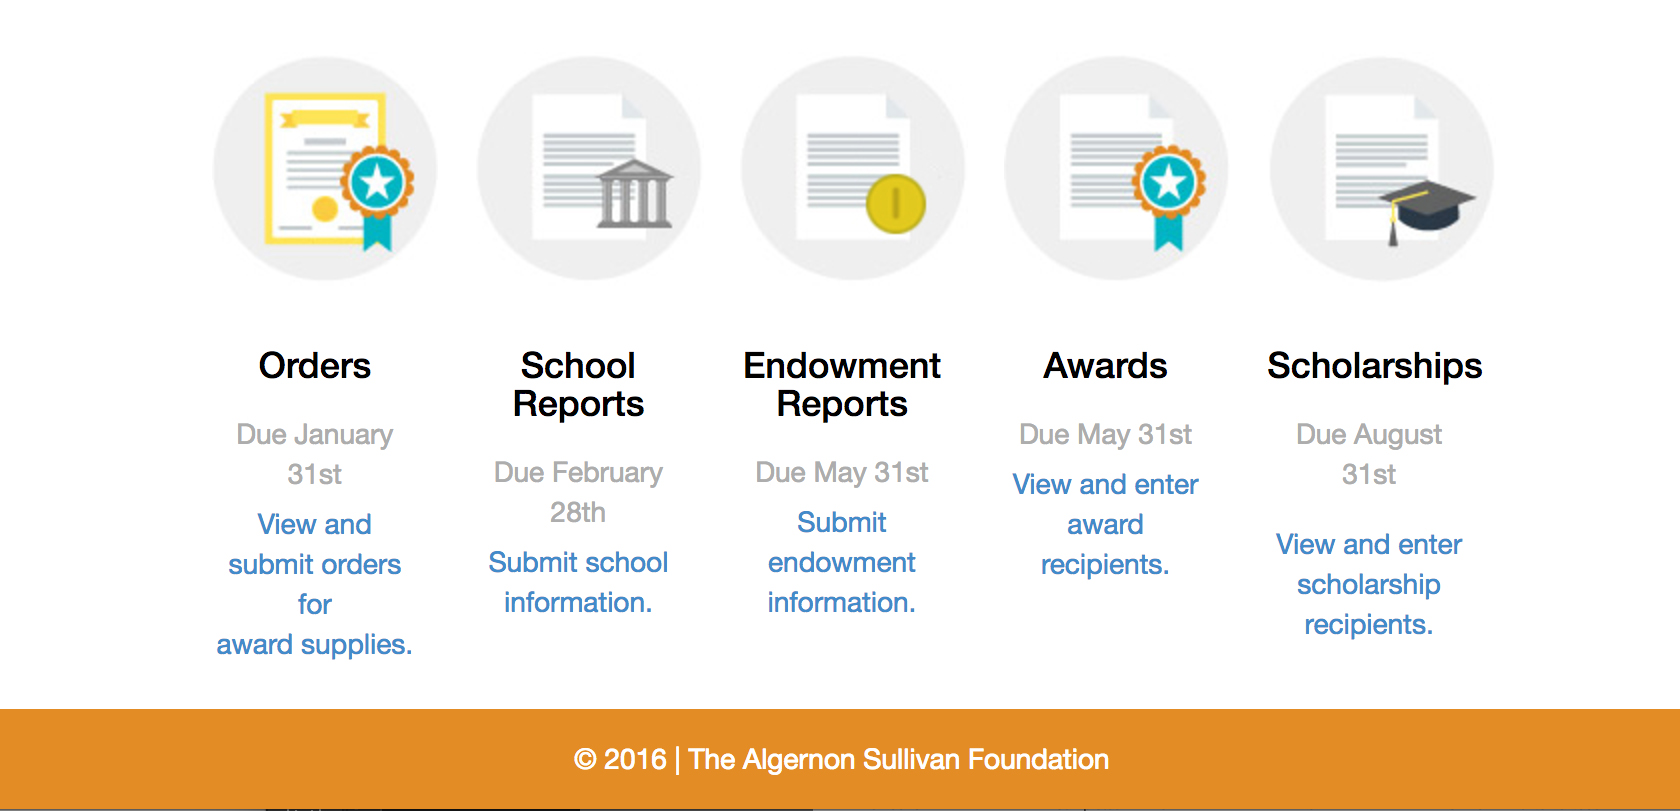 Orders
Due January
31st
View and
submit orders
for
award supplies.
School
Reports
Due February
28th
Submit school
information.
Endowment
Reports
Due May 31st
Submit
endowment
information.
Awards
Due May 31st
View and enter
award
recipients.
Scholarships
Due August
31st
View and enter
scholarship
recipients.
© 2016 | The Algernon Sullivan Foundation